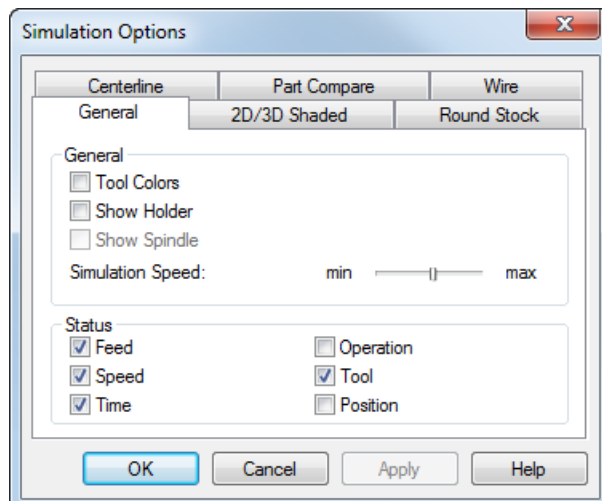 Simulation Options
Centerline Part Compare Wire
General 2D/3D Shaded Round Stock
General
Tool Colors
Show Holder
Show Spindle
Simulation Speed: min max
Status
Feed Operation
Speed Tool
Time Position
OK Cancel Apply Help